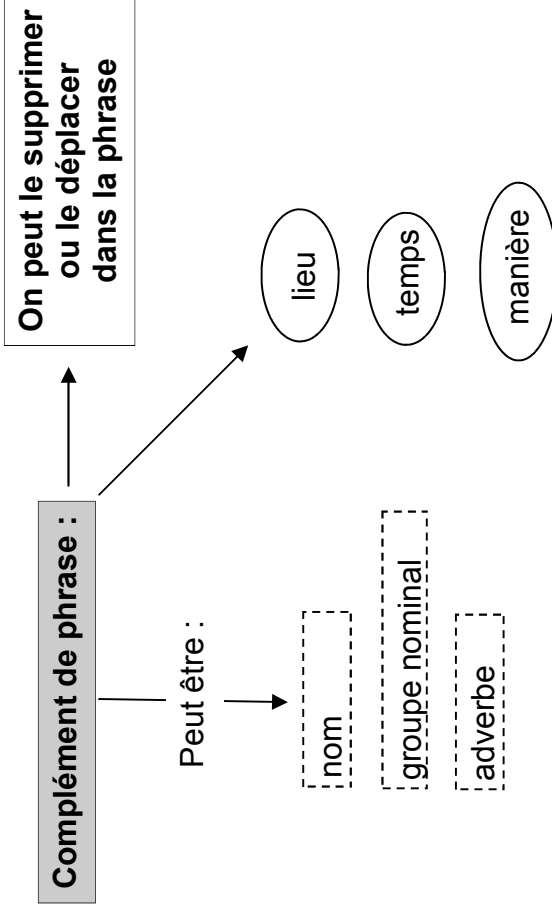 Complément de phrase :
On peut le supprimer
ou le déplacer
dans la phrase
Peut être :
nom
groupe nominal
adverbe
lieu
temps
manière